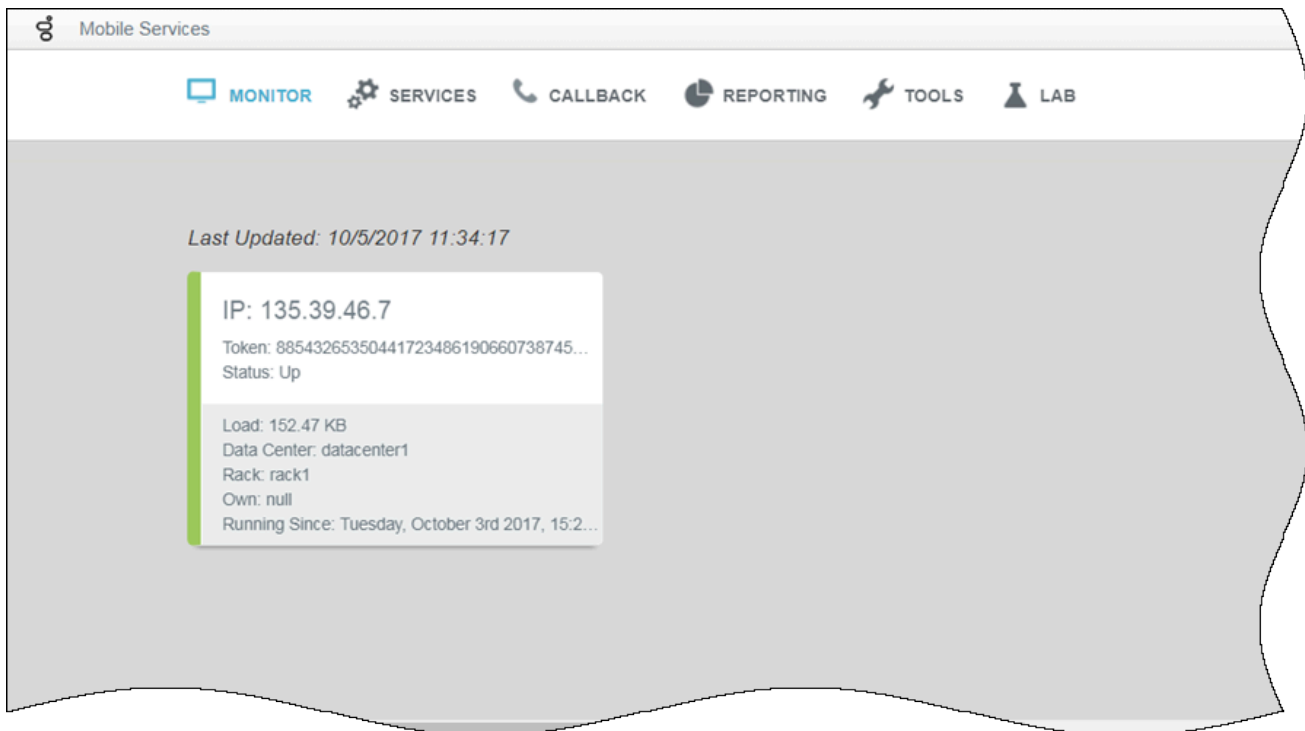 Mobile Services
MONITOR SERVICES CALLBACK REPORTING TOOLS LAB
Last Updated: 10/5/2017 11:34:17
IP: 135.39.46.7
Token: 88543265350441723486190660738745...
Status: Up
Load: 152.47 KB
Data Center: datacenter1
Rack: rack1
Own: null
Running Since: Tuesday, October 3rd 2017, 15:2...